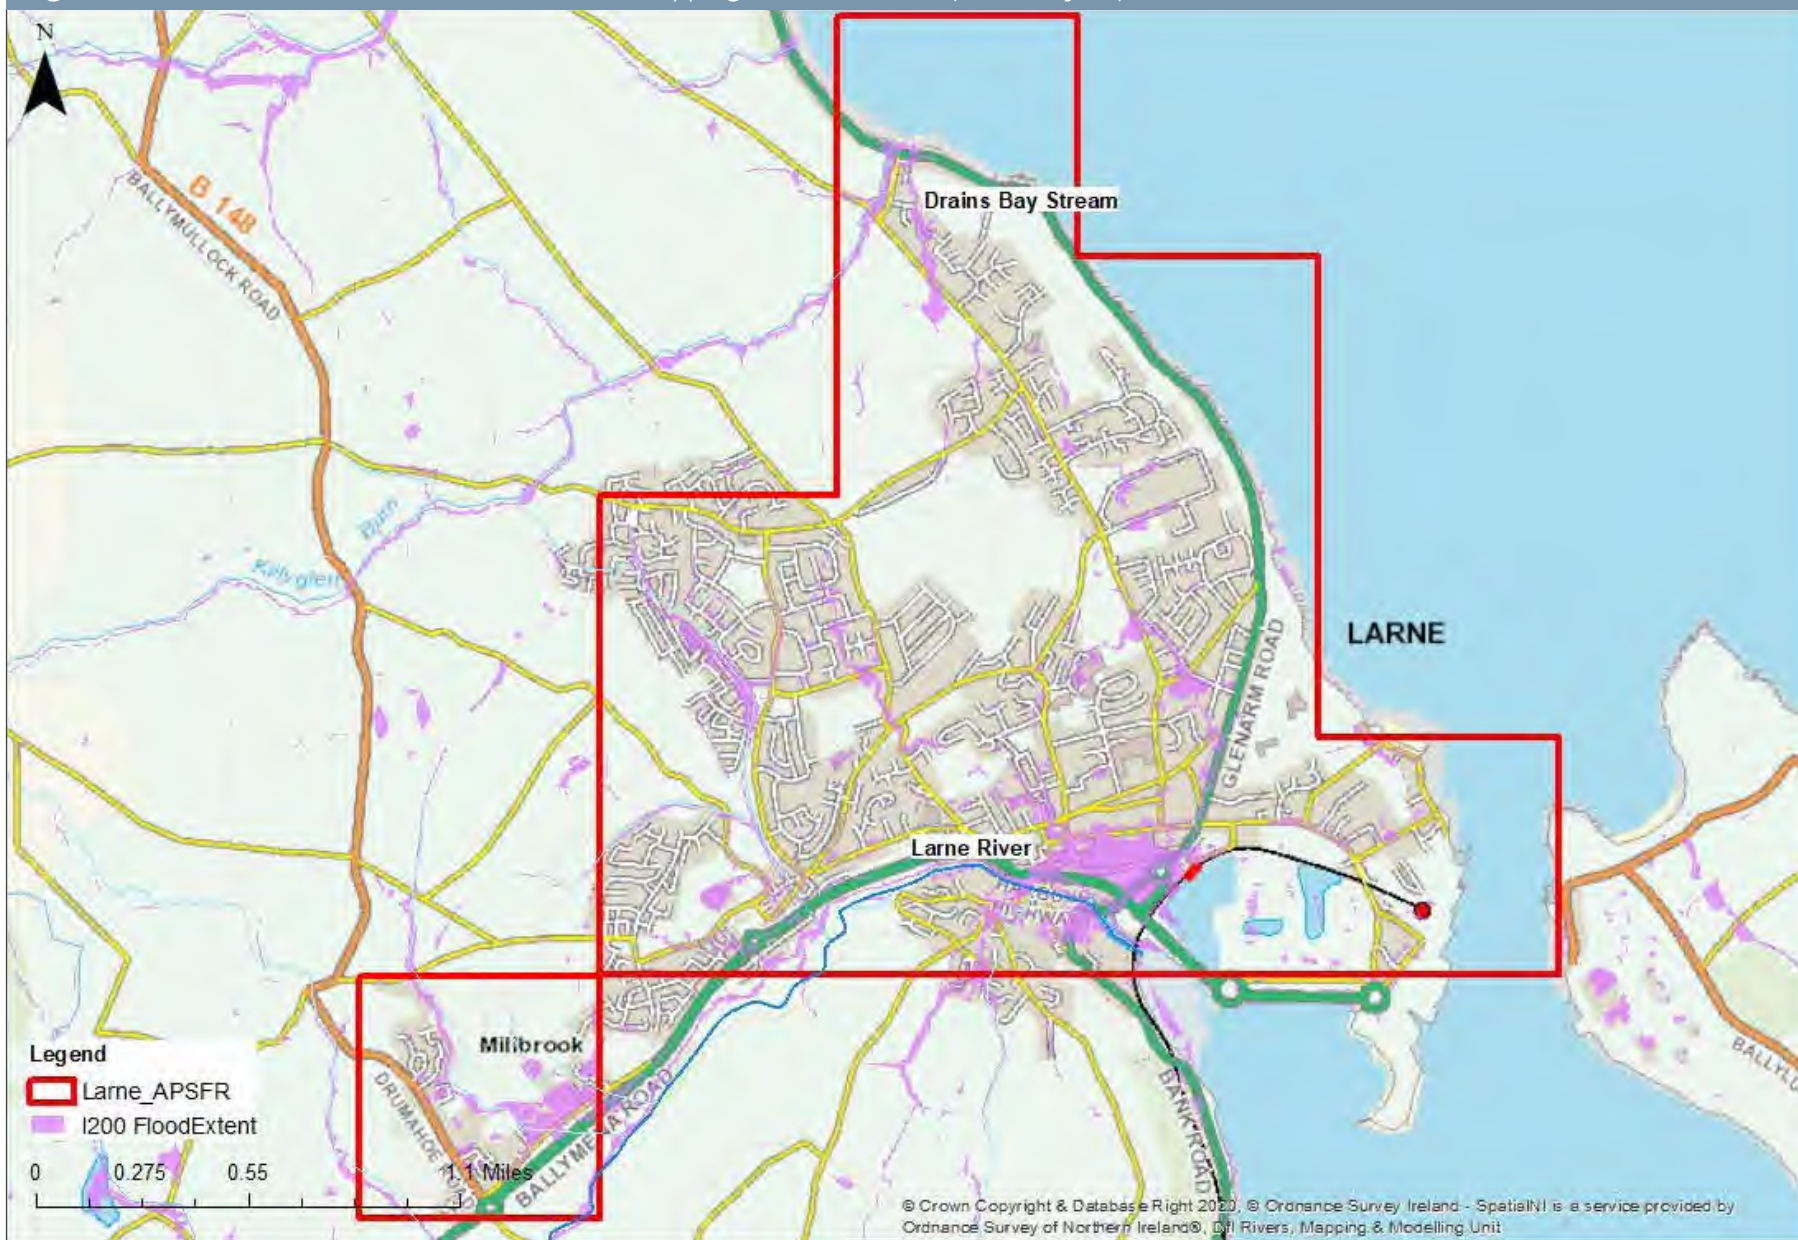 N
B 148
BALLYMULLOCK ROAD
Drains Bay Stream
Burn
Kelyglen
LARNE
GLENARM ROAD
Larne River
Millbrook
DRUMAHOE ROAD
BALLYMENA ROAD
BANK ROAD
Legend
Larne_APSFR
I200 FloodExtent
0 0.275 0.55 1.1 Miles
© Crown Copyright & Database Right 2020, © Ordnance Survey Ireland - SpatialNI is a service provided by
Ordnance Survey of Northern Ireland®, DfI Rivers, Mapping & Modelling Unit